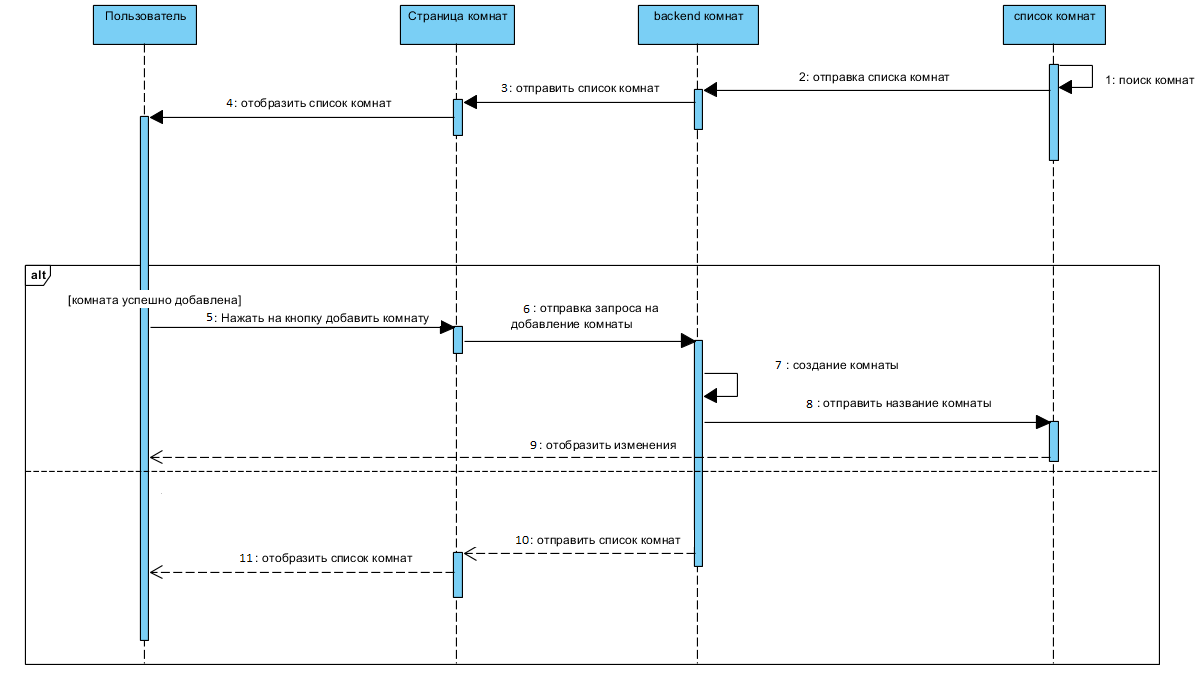 Пользователь
Страница комнат
backend комнат
список комнат
1: поиск комнат
2: отправка списка комнат
3: отправить список комнат
4: отобразить список комнат
alt
[комната успешно добавлена]
5: Нажать на кнопку добавить комнату
6 : отправка запроса на
добавление комнаты
7 : создание комнаты
8 : отправить название комнаты
9 : отобразить изменения
10: отправить список комнат
11: отобразить список комнат